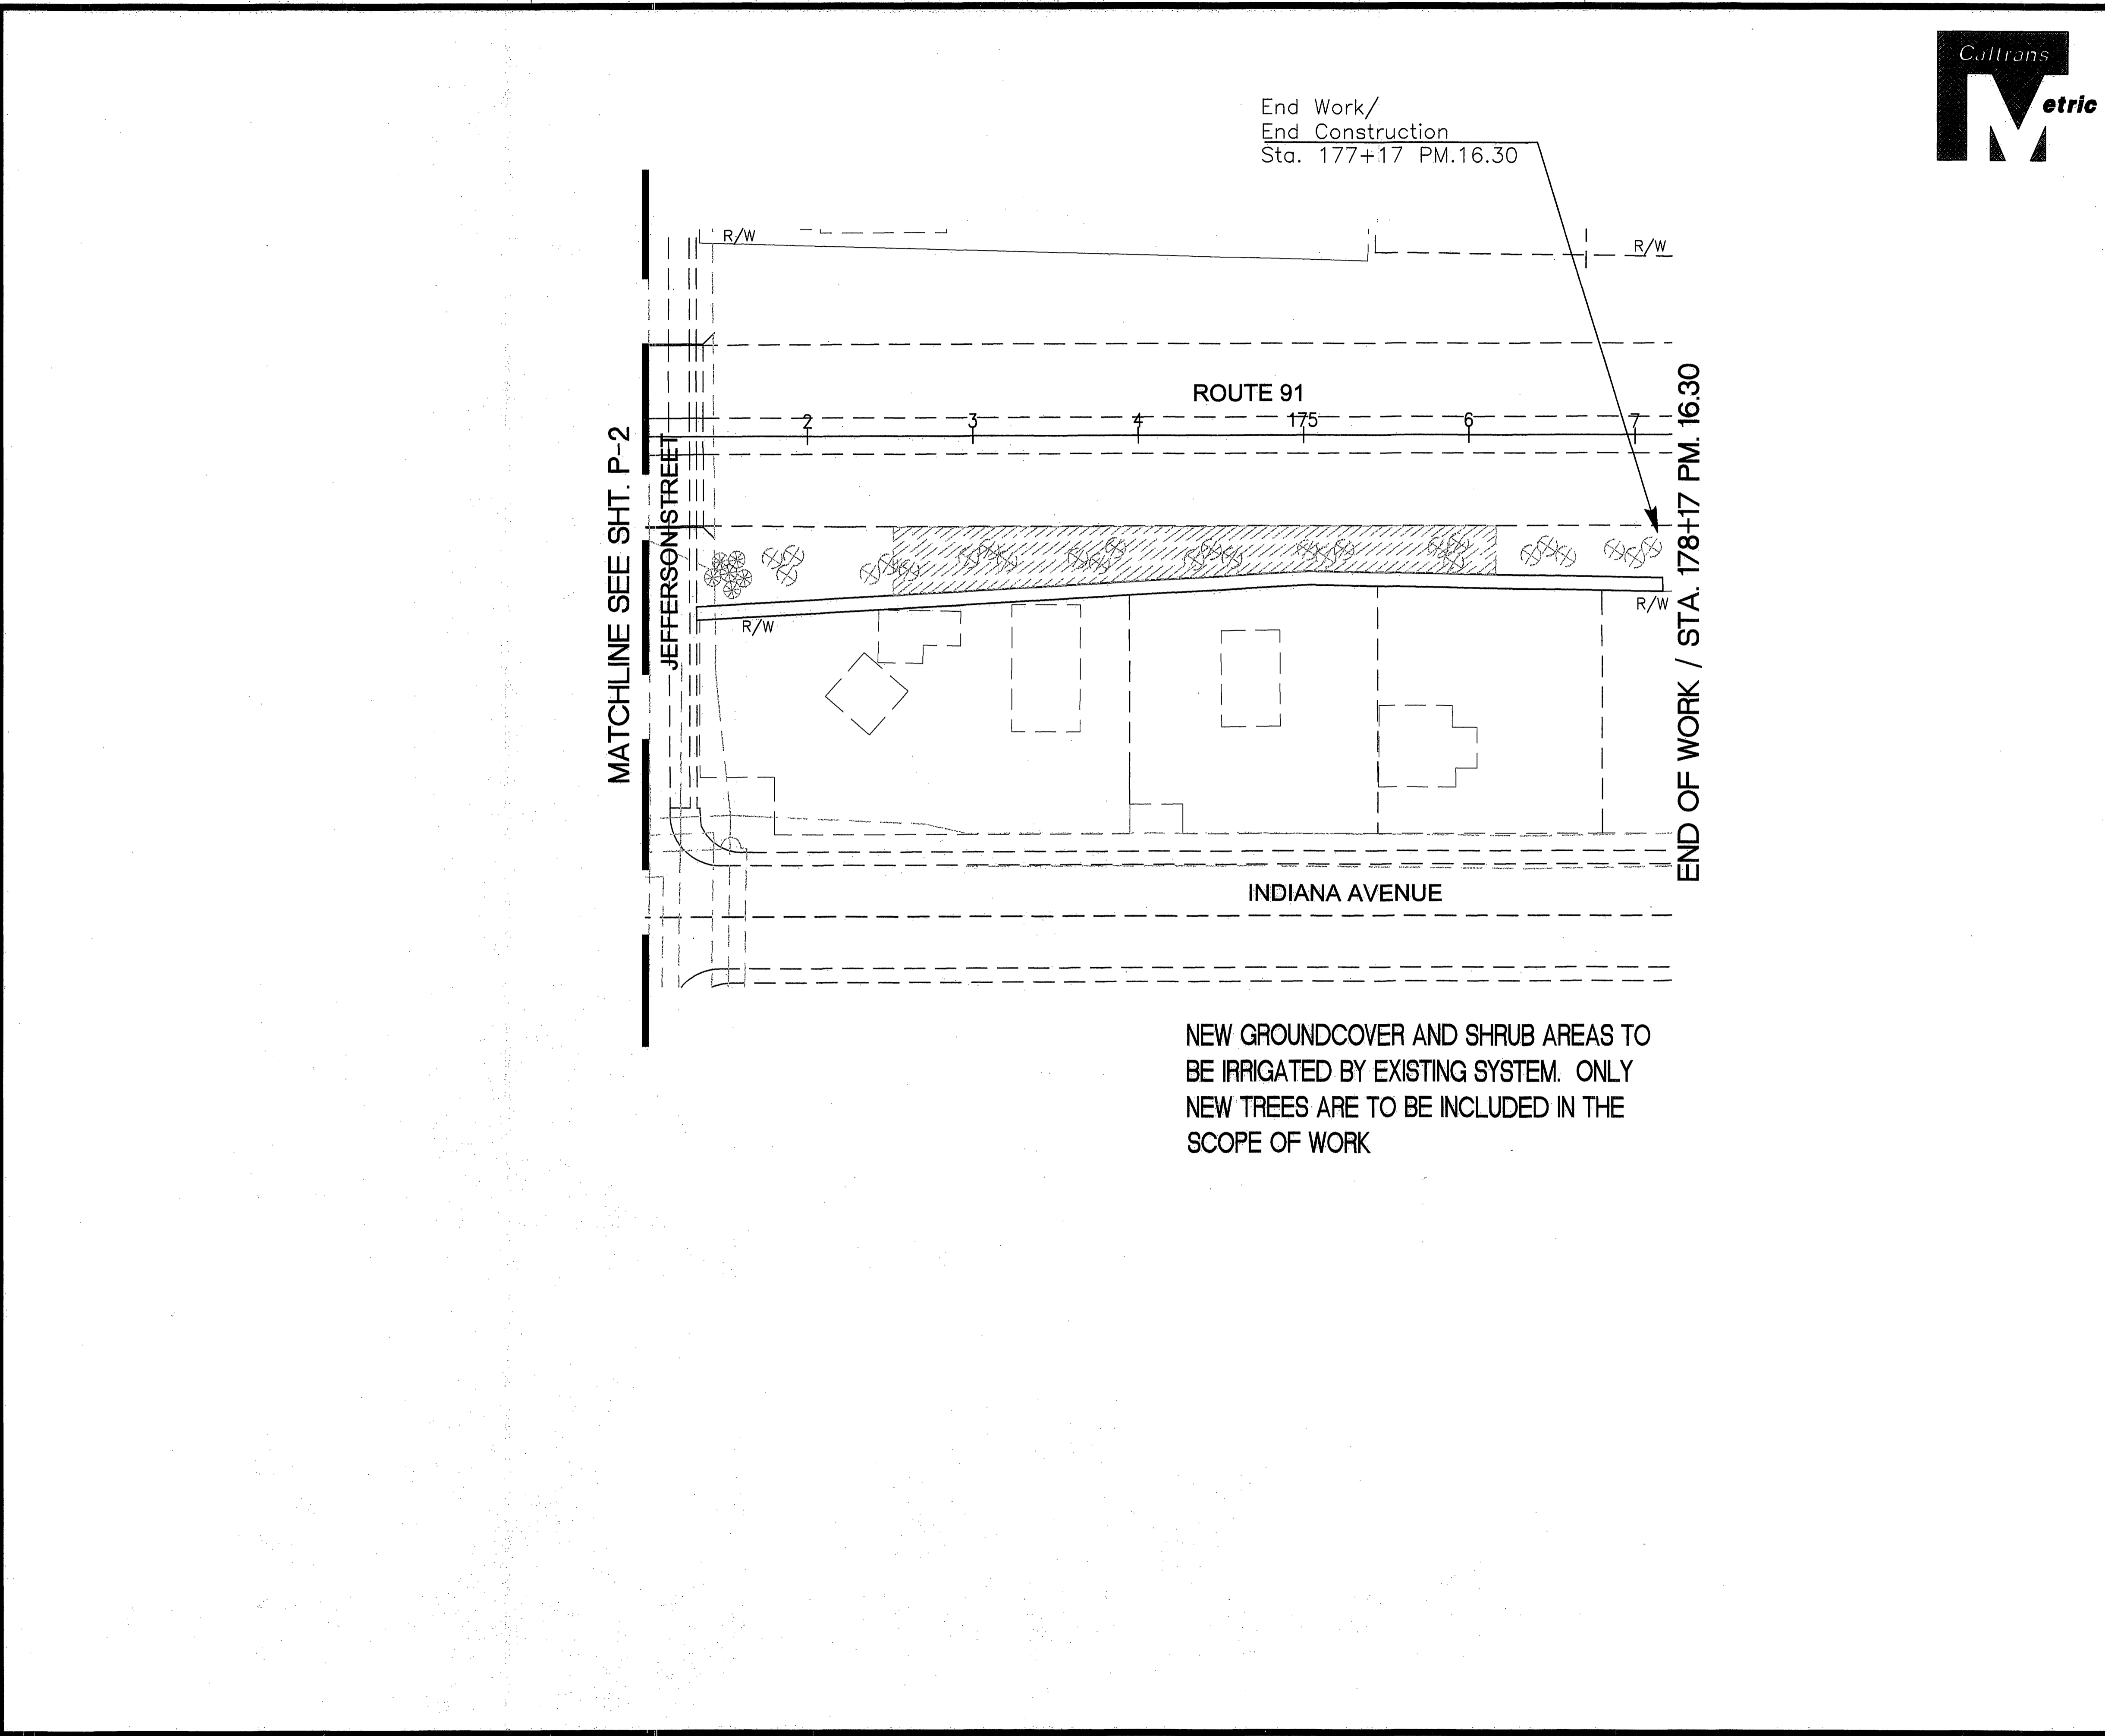 Caltrans
Metric
End Work/
End Construction
Sta. 177+17 PM.16.30
R/W
R/W
ROUTE 91
2
3
4
175
6
7
MATCHLINE SEE SHT. P-2
JEFFERSON STREET
END OF WORK / STA. 178+17 PM. 16.30
R/W
R/W
INDIANA AVENUE
NEW GROUNDCOVER AND SHRUB AREAS TO
BE IRRIGATED BY EXISTING SYSTEM. ONLY
NEW TREES ARE TO BE INCLUDED IN THE
SCOPE OF WORK